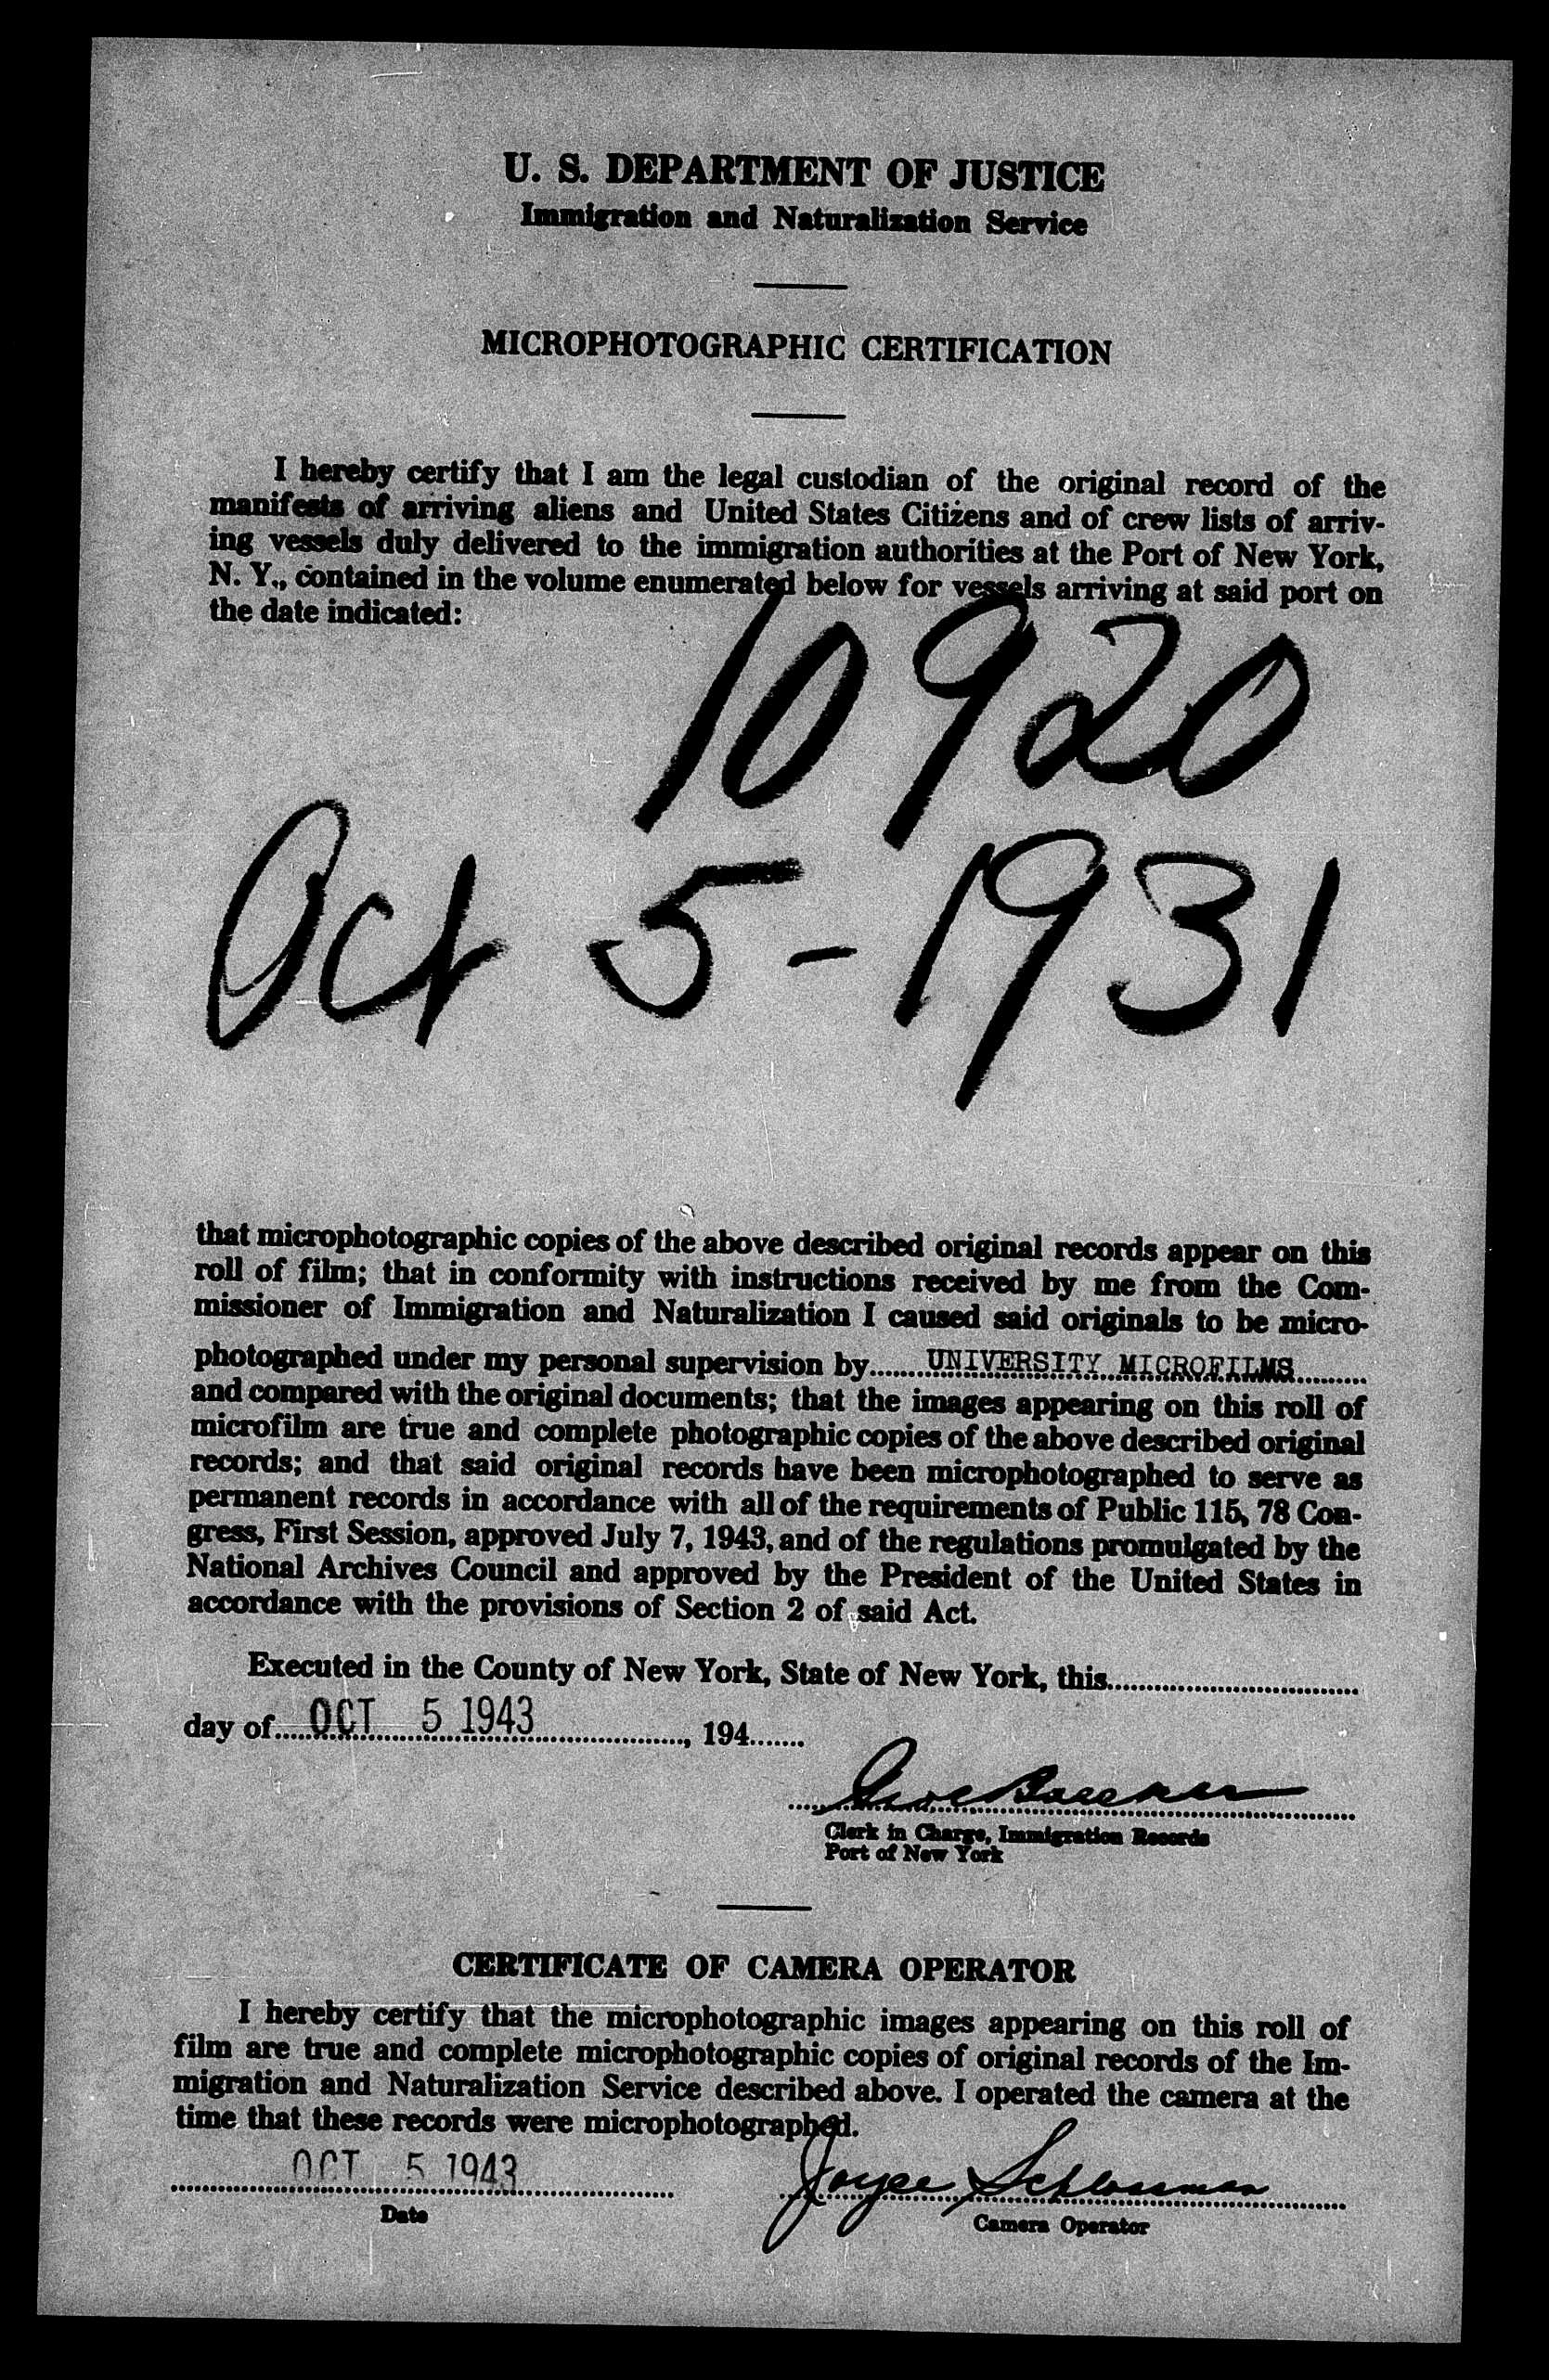 U. S. DEPARTMENT OF JUSTICE
Immigration and Naturalization Service
MICROPHOTOGRAPHIC CERTIFICATION
I hereby certify that I am the legal custodian of the original record of the
manifests of arriving aliens and United States Citizens and of crew lists of arriv-
ing vessels duly delivered to the immigration authorities at the Port of New York,
N. Y., contained in the volume enumerated below for vessels arriving at said port on
the date indicated:
10920
Oct 5-1931
that microphotographic copies of the above described original records appear on this
roll of film; that in conformity with instructions received by me from the Com-
missioner of Immigration and Naturalization I caused said originals to be micro-
photographed under my personal supervision by......UNIVERSITY MICROFILMS..........
and compared with the original documents; that the images appearing on this roll of
microfilm are true and complete photographic copies of the above described original
records; and that said original records have been microphotographed to serve as
permanent records in accordance with all of the requirements of Public 115, 78 Con-
gress, First Session, approved July 7, 1943, and of the regulations promulgated by the
National Archives Council and approved by the President of the United States in
accordance with the provisions of Section 2 of said Act.
Executed in the County of New York, State of New York, this................................
day of.....OCT 5 1943...................., 194.......
Clerk in Charge, Immigration Records
Port of New York
CERTIFICATE OF CAMERA OPERATOR
I hereby certify that the microphotographic images appearing on this roll of
film are true and complete microphotographic copies of original records of the Im-
migration and Naturalization Service described above. I operated the camera at the
time that these records were microphotographed.
OCT 5 1943 Joyce Schlossman
Date
Camera Operator